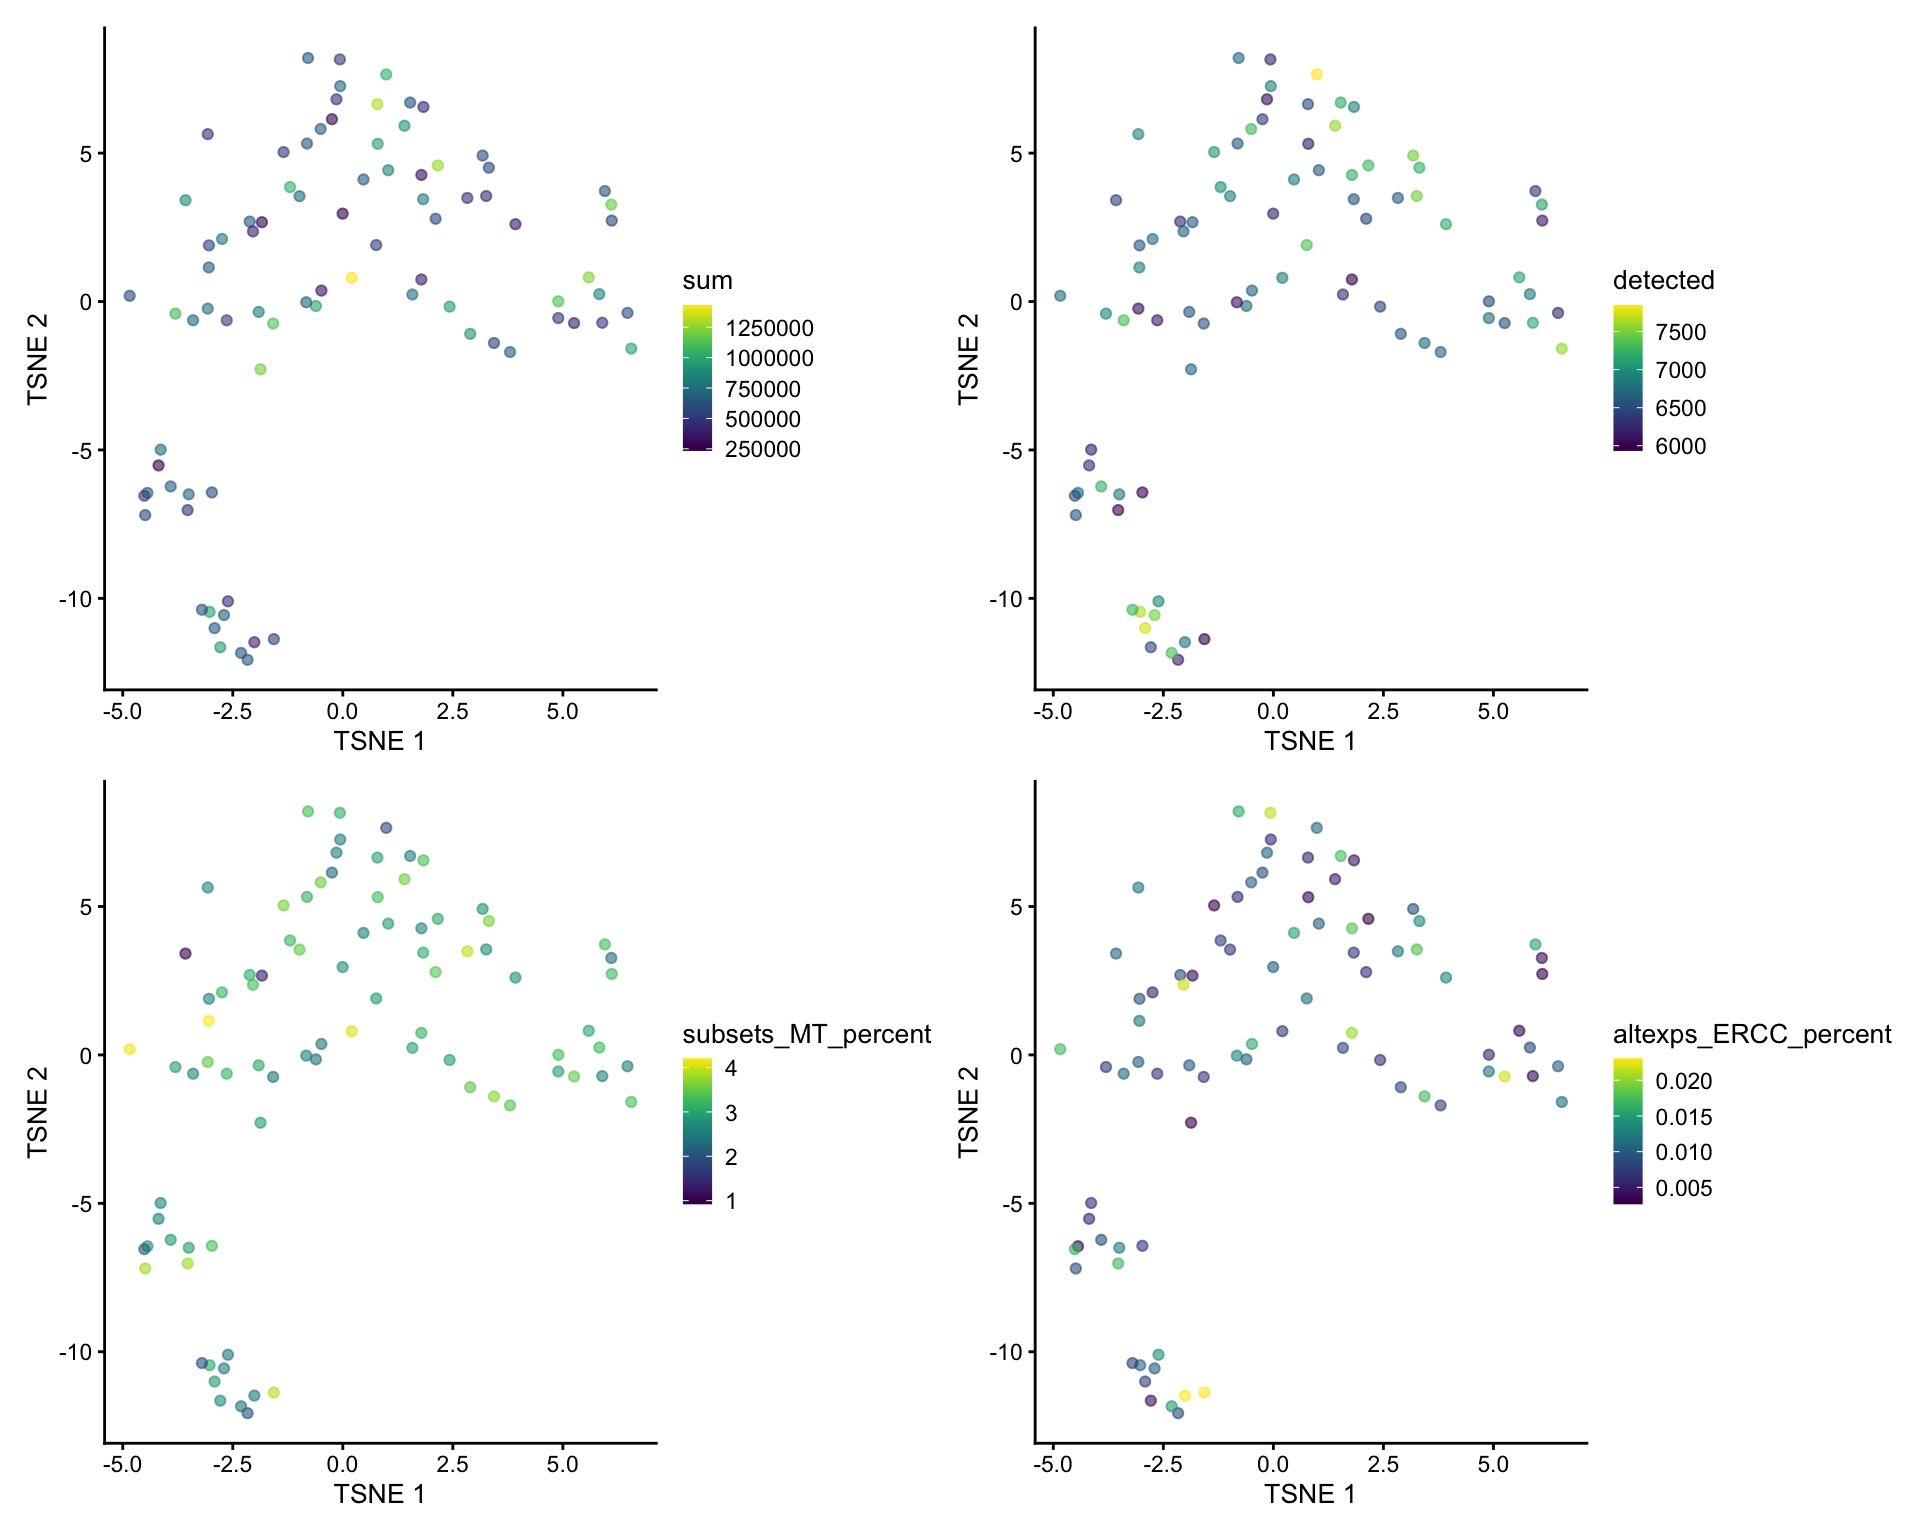 5
0
-5
-10
TSNE 2
-5.0 -2.5 0.0 2.5 5.0
TSNE 1
sum
1250000
1000000
750000
500000
250000
5
0
-5
-10
TSNE 2
-5.0 -2.5 0.0 2.5 5.0
TSNE 1
detected
7500
7000
6500
6000
5
0
-5
-10
TSNE 2
-5.0 -2.5 0.0 2.5 5.0
TSNE 1
subsets_MT_percent
4
3
2
1
5
0
-5
-10
TSNE 2
-5.0 -2.5 0.0 2.5 5.0
TSNE 1
altexps_ERCC_percent
0.020
0.015
0.010
0.005